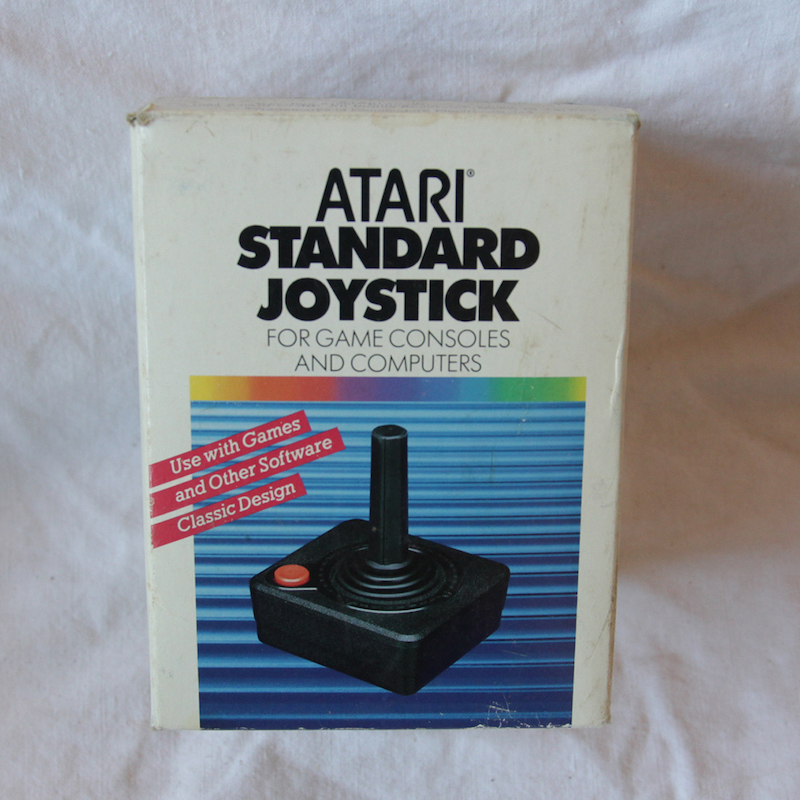 ATARI®
STANDARD
JOYSTICK
FOR GAME CONSOLES
AND COMPUTERS
Use with Games
and Other Software
Classic Design